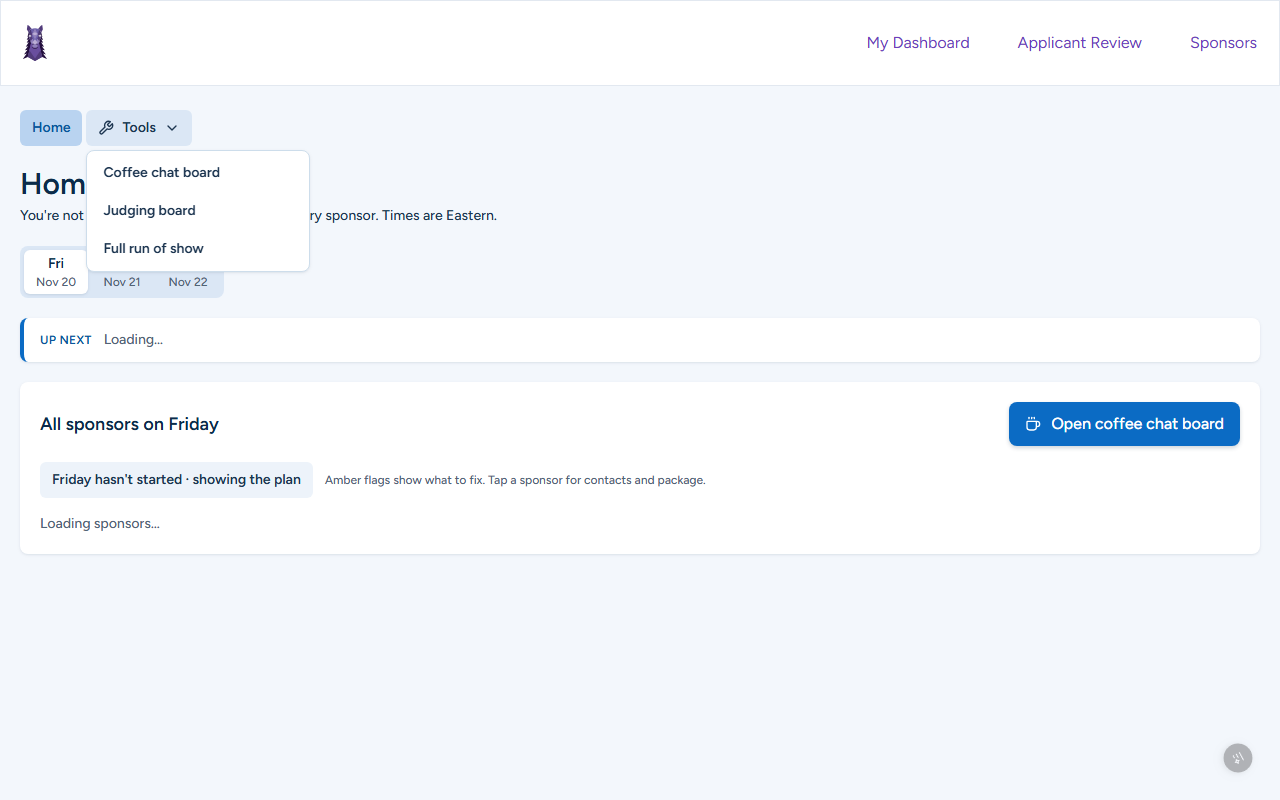 My Dashboard
Applicant Review
Sponsors
Home
Tools
Coffee chat board
Judging board
Full run of show
Hom
You're not
ry sponsor. Times are Eastern.
Fri
Nov 20
Nov 21
Nov 22
UP NEXT
Loading...
All sponsors on Friday
Open coffee chat board
Friday hasn't started · showing the plan
Amber flags show what to fix. Tap a sponsor for contacts and package.
Loading sponsors...